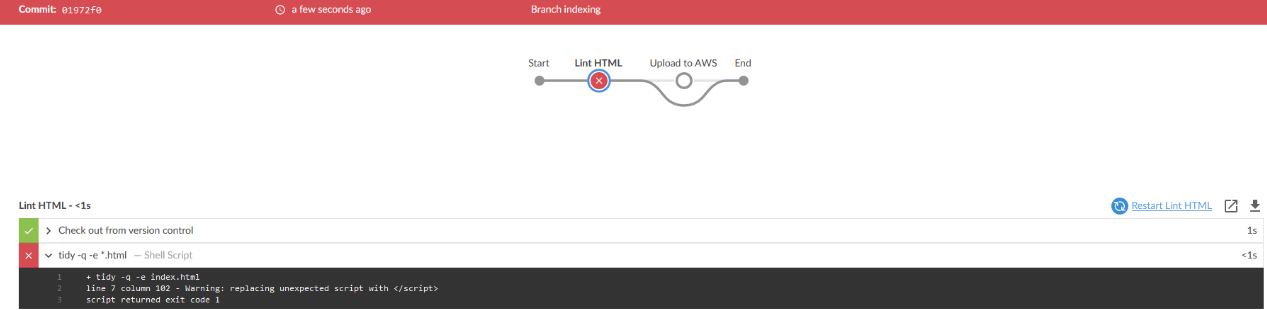 Commit: 01972f0 a few seconds ago Branch indexing
Start Lint HTML Upload to AWS End
Lint HTML - <1s Restart Lint HTML
Check out from version control 1s
tidy -q -e *.html — Shell Script <1s
1 + tidy -q -e index.html
2 line 7 column 102 - Warning: replacing unexpected script with </script>
3 script returned exit code 1